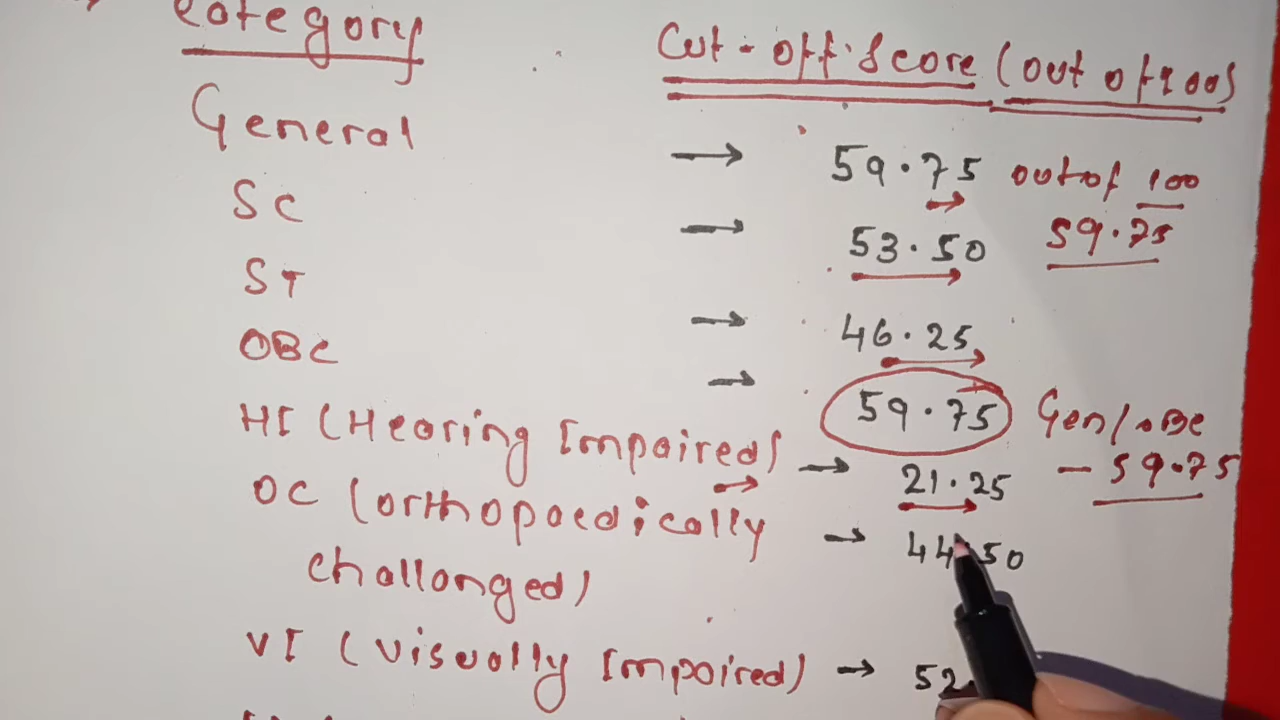 Category Cut-off Score (out of 100)
General → 59.75 out of 100
SC → 53.50 59.75
ST → 46.25
OBC → 59.75 Gen/OBC
HI (Hearing Impaired) → 21.25 - 59.75
OC (orthopaedically → 44.50
challonged)
VI (visually Impaired) → 52.